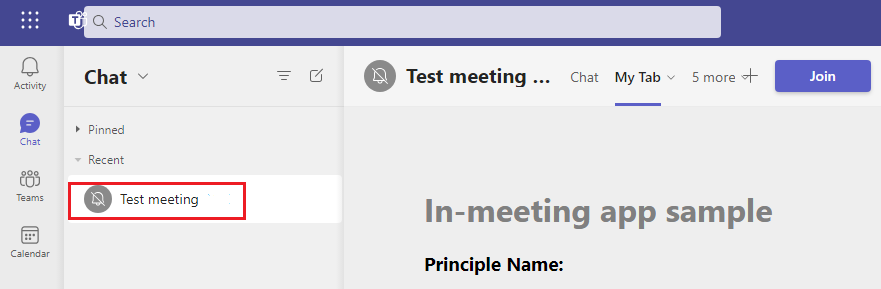 Search
Activity
Chat
Teams
Calendar
Chat
Pinned
Recent
Test meeting
Test meeting ...
Chat
My Tab
5 more
Join
In-meeting app sample
Principle Name: